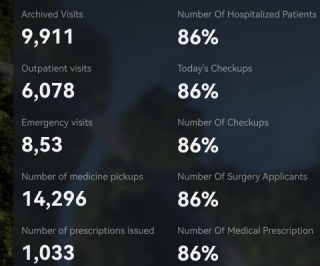 Archived Visits Number Of Hospitalized Patients
9,911 86%
Outpatient visits Today's Checkups
6,078 86%
Emergency visits Number Of Checkups
8,53 86%
Number of medicine pickups Number Of Surgery Applicants
14,296 86%
Number of prescriptions issued Number Of Medical Prescription
1,033 86%